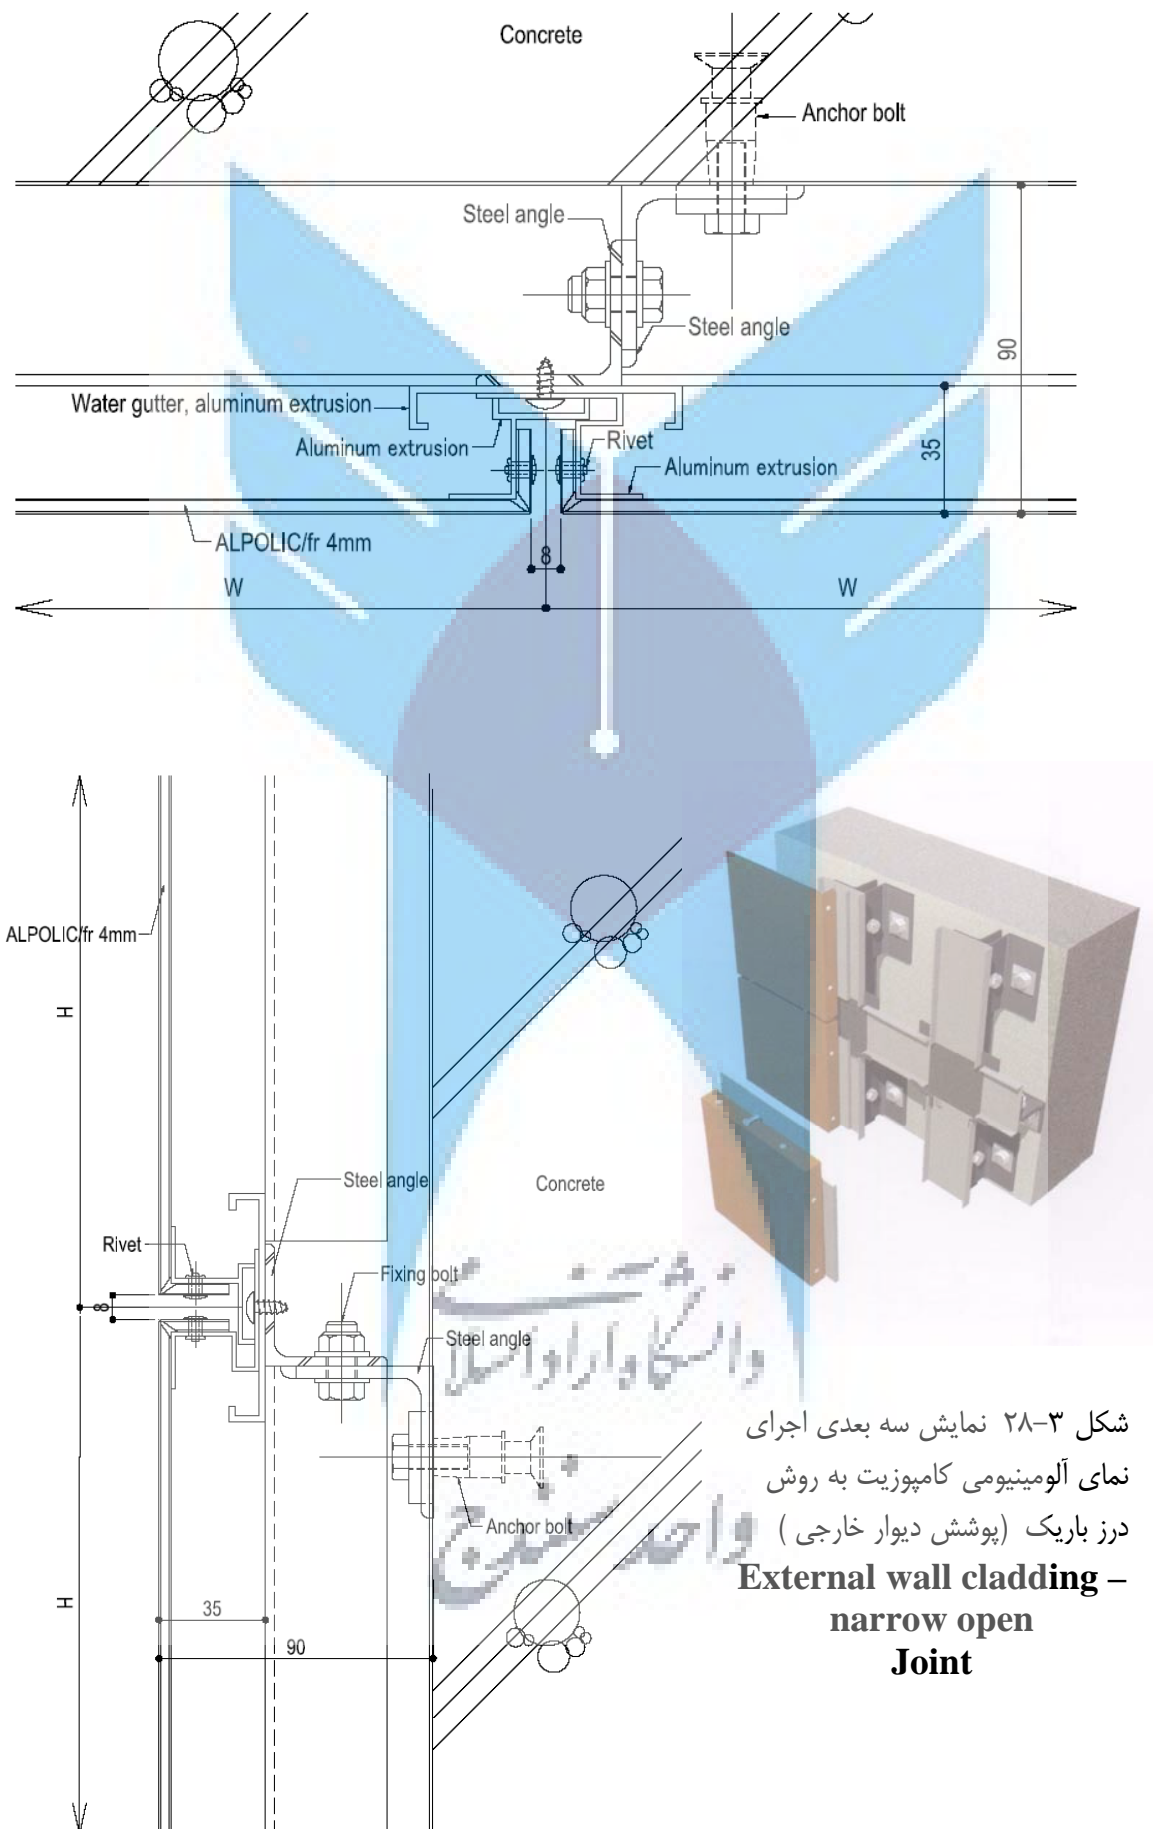 Concrete
Anchor bolt
Steel angle
Steel angle
90
Water gutter, aluminum extrusion
Aluminum extrusion
Rivet
Aluminum extrusion
35
ALPOLIC/fr 4mm
8
W
W
ALPOLIC/fr 4mm
H
Steel angle
Concrete
Rivet
Fixing bolt
8
Steel angle
Anchor bolt
H
35
90
شکل ۳-۲۸ نمایش سه بعدی اجرای
نمای آلومینیومی کامپوزیت به روش
درز باریک (پوشش دیوار خارجی )
External wall cladding –
narrow open
Joint
واحد سنندج